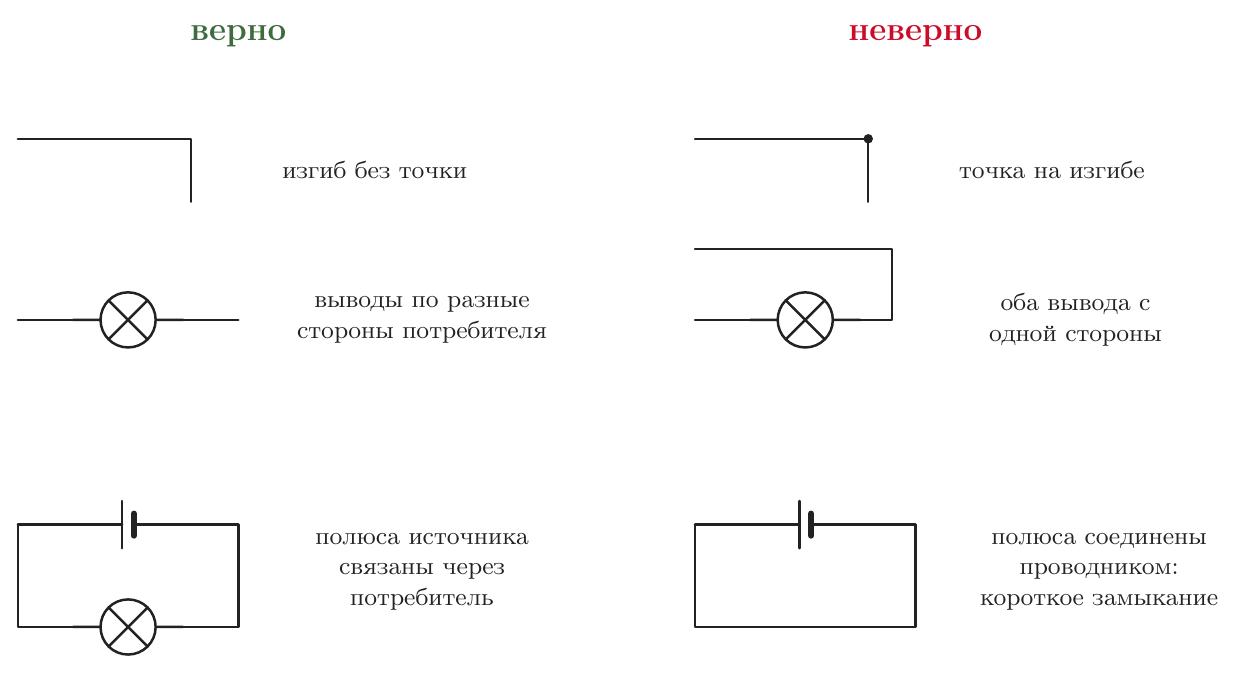 верно
неверно
изгиб без точки
точка на изгибе
выводы по разные
стороны потребителя
оба вывода с
одной стороны
полюса источника
связаны через
потребитель
полюса соединены
проводником:
короткое замыкание